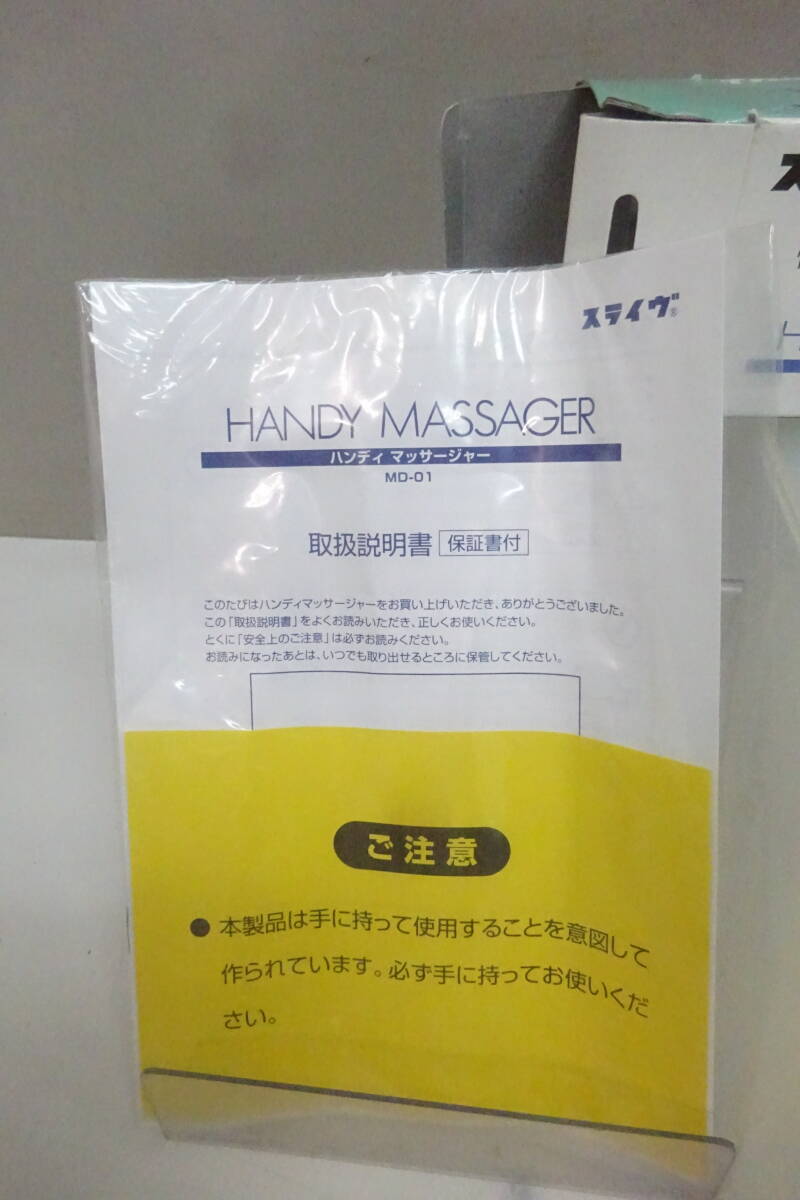 スライヴ®
HANDY MASSAGER
ハンディ マッサージャー
MD-01
取扱説明書 保証書付
このたびはハンディマッサージャーをお買い上げいただき、ありがとうございました。
この「取扱説明書」をよくお読みいただき、正しくお使いください。
とくに「安全上のご注意」は必ずお読みください。
お読みになったあとは、いつでも取り出せるところに保管してください。
ご注意
● 本製品は手に持って使用することを意図して
作られています。必ず手に持ってお使いくだ
さい。
ス